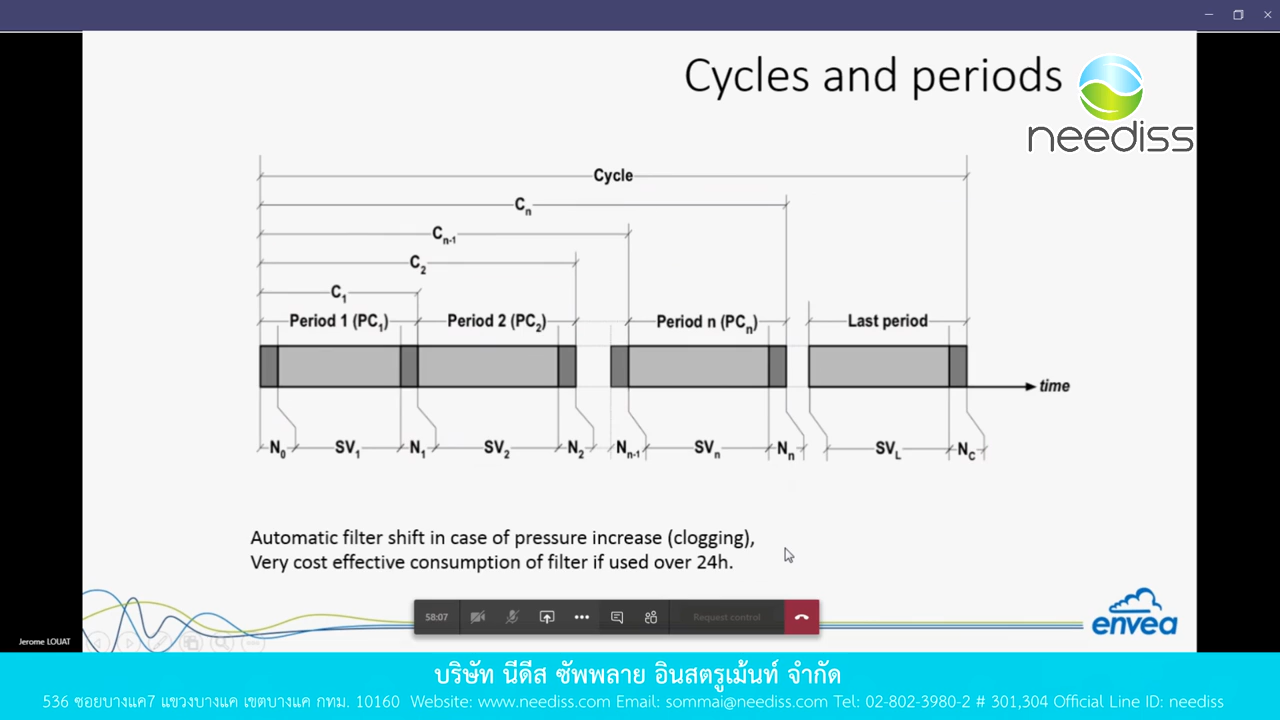 Cycles and periods
neediss
Cycle
Cn
Cn-1
C2
C1
Period 1 (PC1)
Period 2 (PC2)
Period n (PCn)
Last period
time
N0
SV1
N1
SV2
N2
Nn-1
SVn
Nn
SVL
NC
Automatic filter shift in case of pressure increase (clogging),
Very cost effective consumption of filter if used over 24h.
58:07
Request control
envea
Jerome LOUAT
บริษัท นีดีส ซัพพลาย อินสตรูเม้นท์ จำกัด
536 ซอยบางแค7 แขวงบางแค เขตบางแค กทม. 10160 Website: www.neediss.com Email: sommai@neediss.com Tel: 02-802-3980-2 # 301,304 Official Line ID: neediss